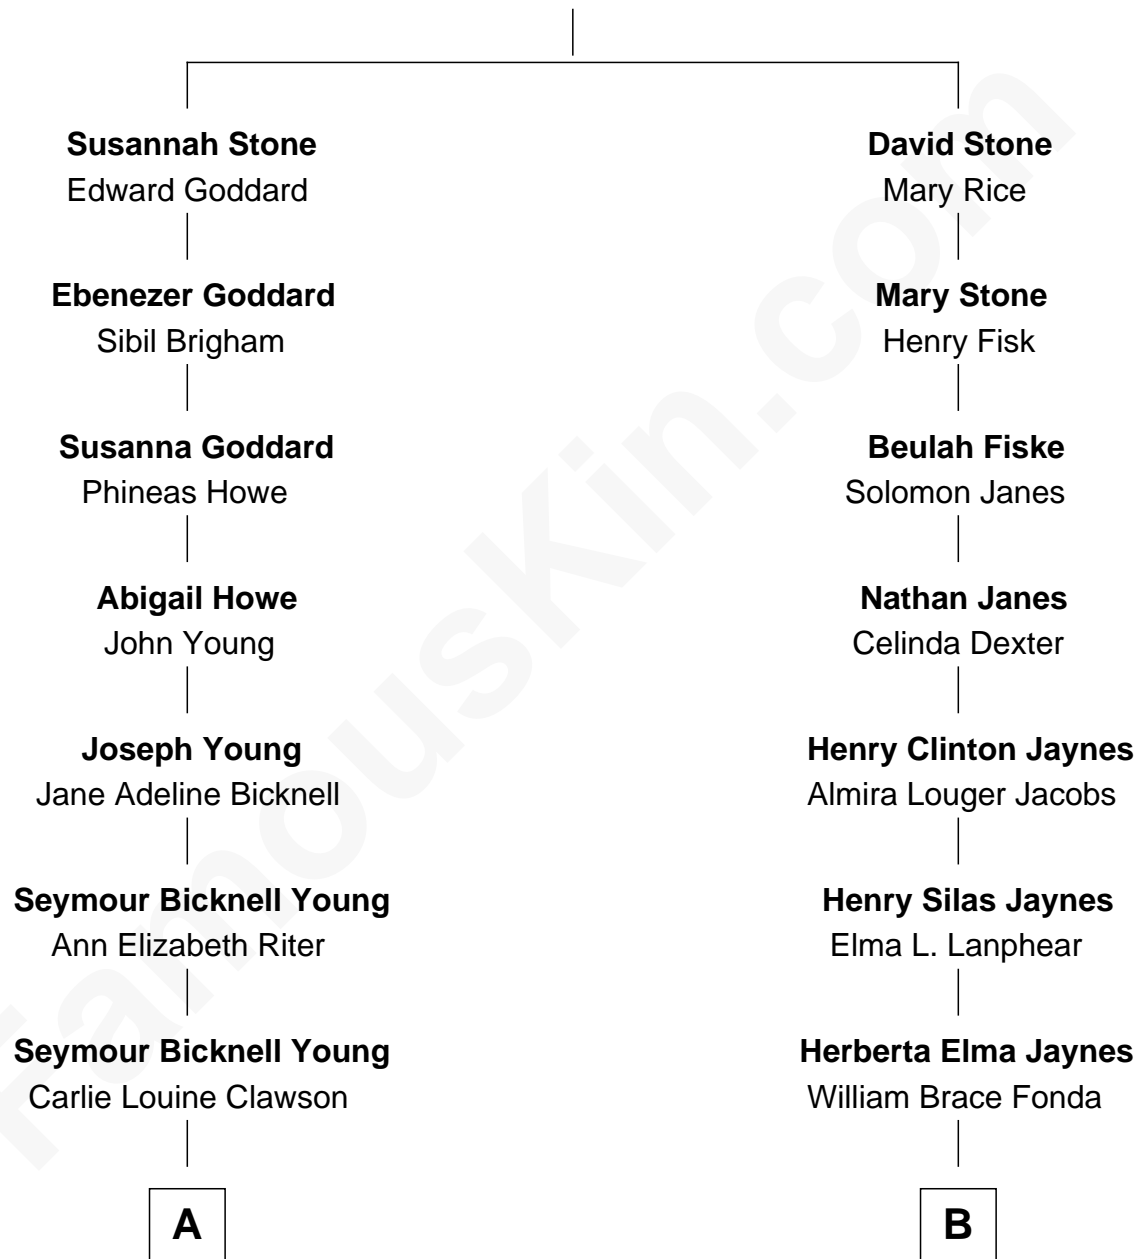 Susannah Stone
Edward Goddard
Ebenezer Goddard
Sibil Brigham
Susanna Goddard
Phineas Howe
Abigail Howe
John Young
Joseph Young
Jane Adeline Bicknell
Seymour Bicknell Young
Ann Elizabeth Riter
Seymour Bicknell Young
Carlie Louine Clawson
A
David Stone
Mary Rice
Mary Stone
Henry Fisk
Beulah Fiske
Solomon Janes
Nathan Janes
Celinda Dexter
Henry Clinton Jaynes
Almira Louger Jacobs
Henry Silas Jaynes
Elma L. Lanphear
Herberta Elma Jaynes
William Brace Fonda
B
FamousKin.com